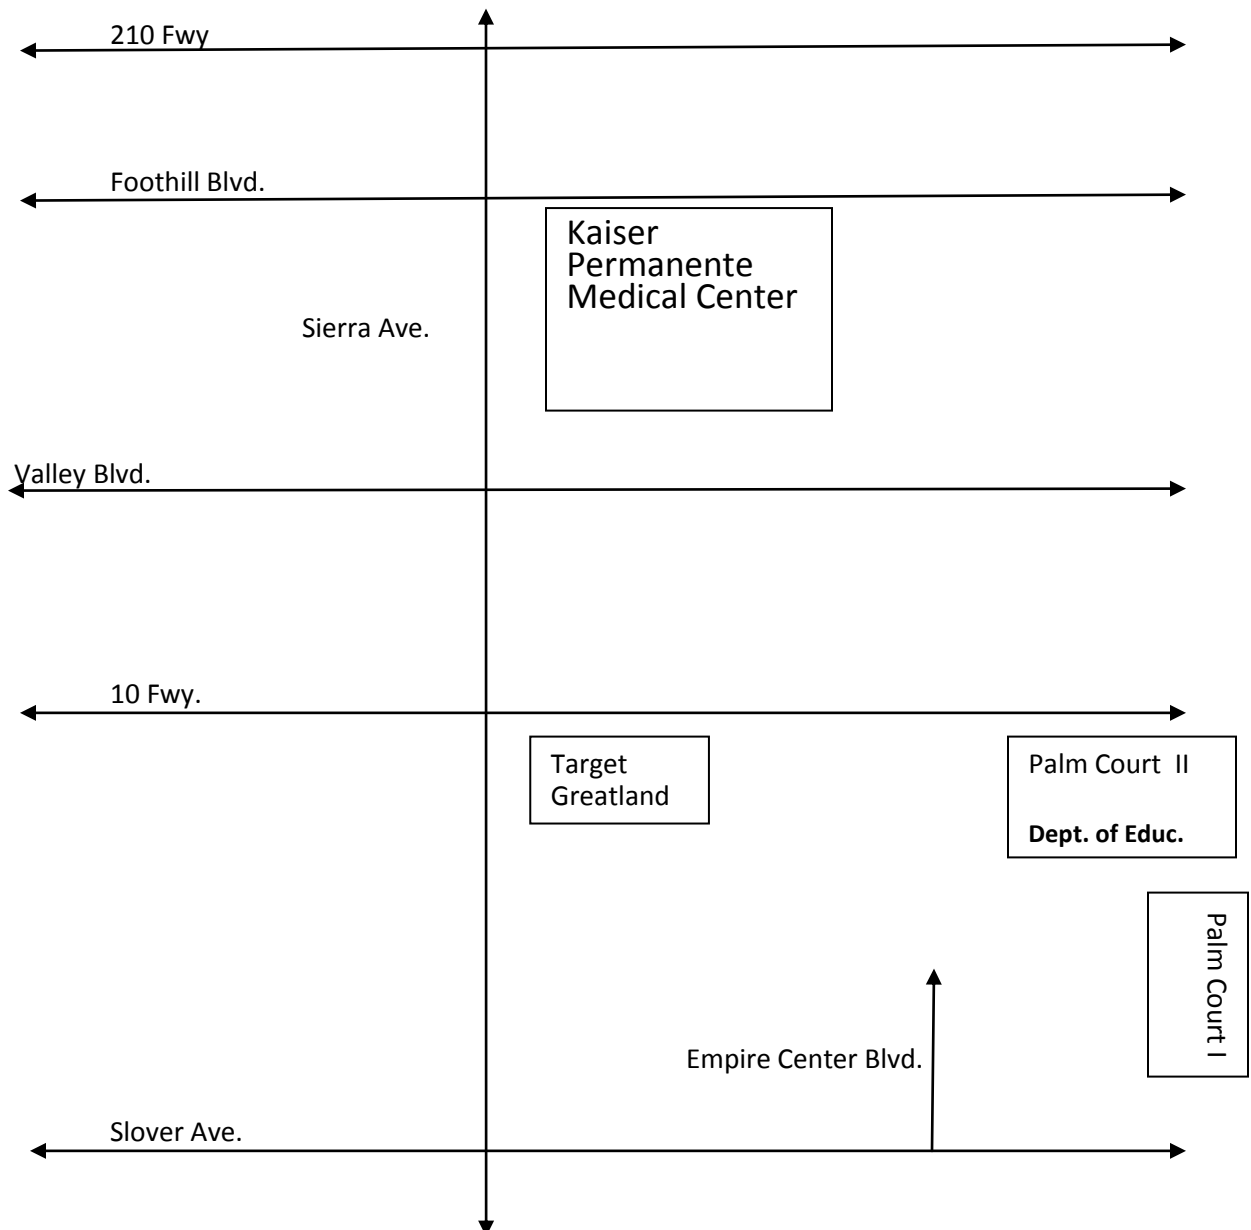 210 Fwy
Foothill Blvd.
Kaiser
Permanente
Medical Center
Sierra Ave.
Valley Blvd.
10 Fwy.
Target
Greatland
Palm Court  II
Dept. of Educ.
Palm Court I
Empire Center Blvd.
Slover Ave.